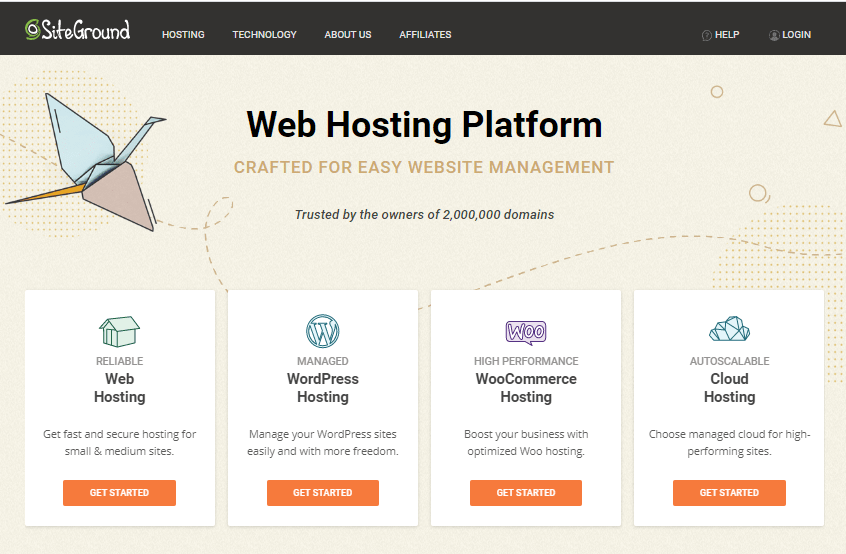 SiteGround
HOSTING TECHNOLOGY ABOUT US AFFILIATES HELP LOGIN
Web Hosting Platform
CRAFTED FOR EASY WEBSITE MANAGEMENT
Trusted by the owners of 2,000,000 domains
RELIABLE
Web
Hosting
Get fast and secure hosting for
small & medium sites.
GET STARTED
MANAGED
WordPress
Hosting
Manage your WordPress sites
easily and with more freedom.
GET STARTED
WOO
HIGH PERFORMANCE
WooCommerce
Hosting
Boost your business with
optimized Woo hosting.
GET STARTED
AUTOSCALABLE
Cloud
Hosting
Choose managed cloud for high-
performing sites.
GET STARTED